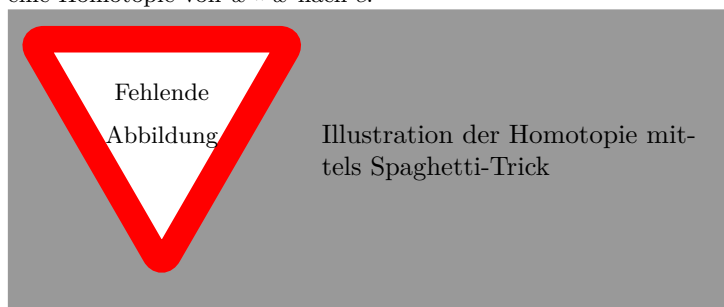 Fehlende
Abbildung
Illustration der Homotopie mit-
tels Spaghetti-Trick